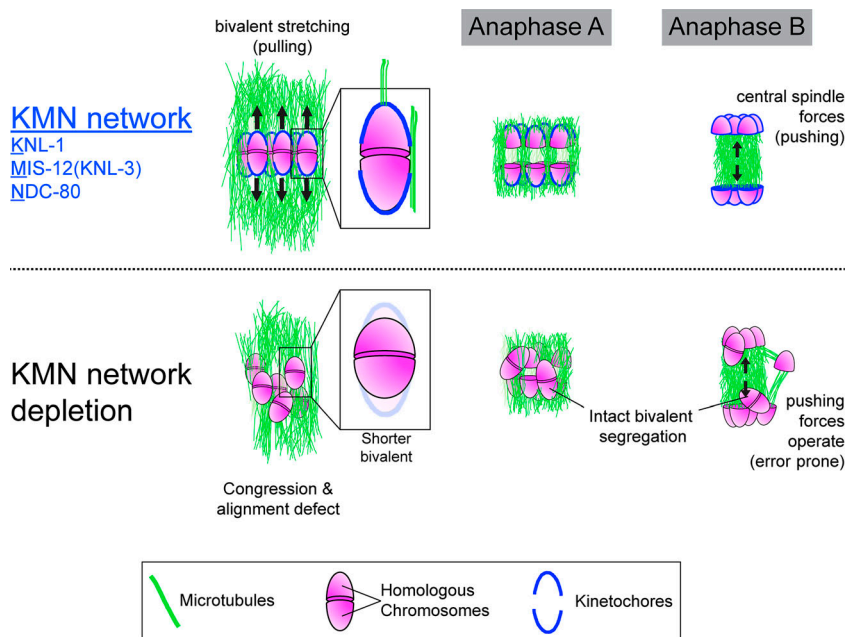 bivalent stretching
(pulling)
Anaphase A
Anaphase B
KMN network
KNL-1
MIS-12(KNL-3)
NDC-80
central spindle
forces
(pushing)
KMN network
depletion
Shorter
bivalent
Congression &
alignment defect
Intact bivalent
segregation
pushing
forces
operate
(error prone)
Microtubules
Homologous
Chromosomes
Kinetochores